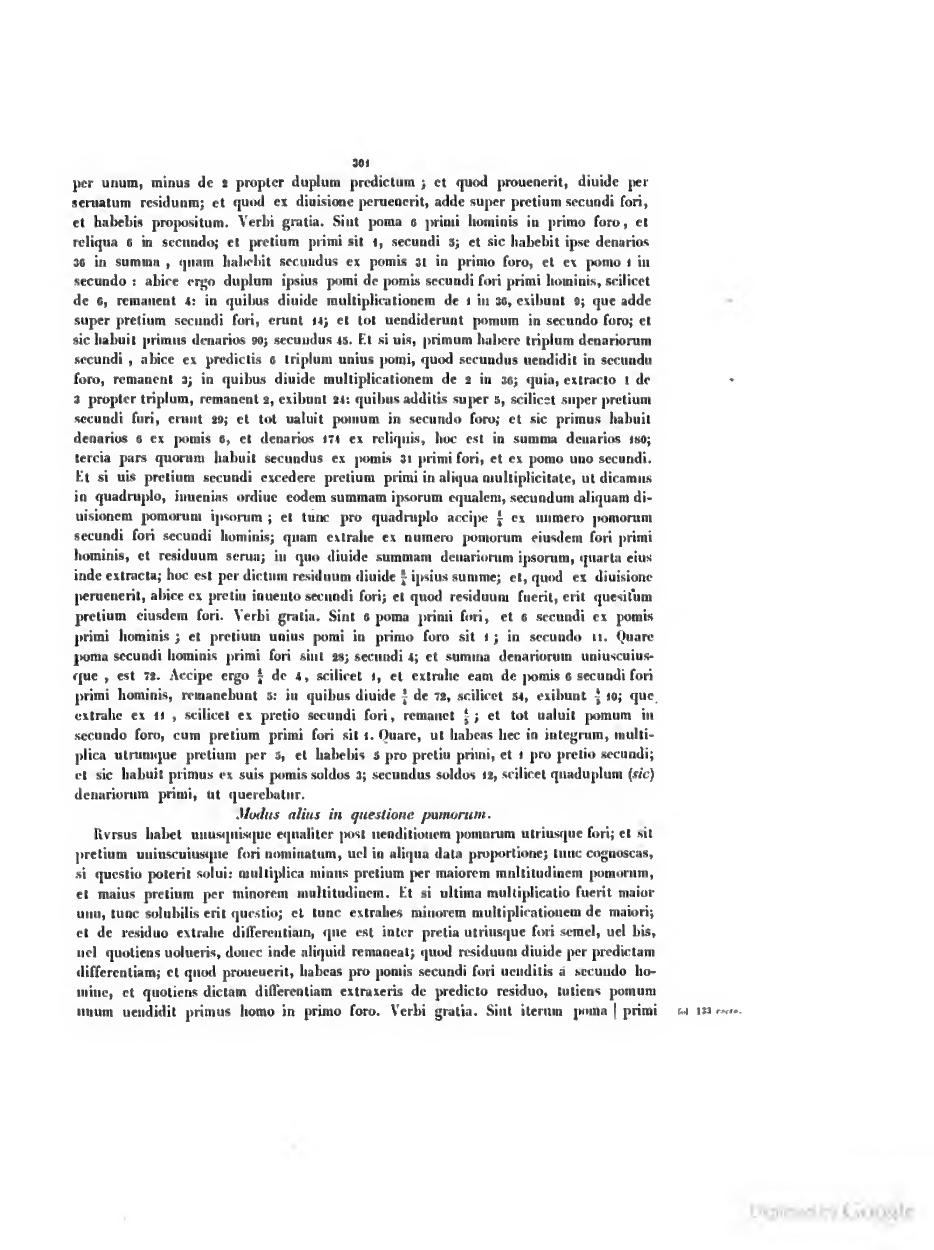 301
per unum, minus de 2 propter duplum predictum ; et quod prouenerit, diuide per
seruatum residuum; et quod ex diuisione peruenerit, adde super pretium secundi fori,
et habebis propositum. Verbi gratia. Sint poma 6 primi hominis in primo foro, et
reliqua 6 in secundo; et pretium primi sit 1, secundi 5; et sic habebit ipse denarios
36 in summa , quam habebit secundus ex pomis 31 in primo foro, et ex pomo 1 in
secundo : abice ergo duplum ipsius pomi de pomis secundi fori primi hominis, scilicet
de 6, remanent 4: in quibus diuide multiplicationem de 1 in 36, exibunt 9; que adde
super pretium secundi fori, erunt 14; et tot uendiderunt pomum in secundo foro; et
sic habuit primus denarios 90; secundus 45. Et si uis, primum habere triplum denariorum
secundi , abice ex predictis 6 triplum unius pomi, quod secundus uendidit in secundo
foro, remanent 3; in quibus diuide multiplicationem de 2 in 36; quia, extracto 1 de
3 propter triplum, remanent 2, exibunt 24: quibus additis super 5, scilicet super pretium
secundi fori, erunt 29; et tot ualuit pomum in secundo foro; et sic primus habuit
denarios 6 ex pomis 6, et denarios 174 ex reliquis, hoc est in summa denarios 180;
tercia pars quorum habuit secundus ex pomis 31 primi fori, et ex pomo uno secundi.
Et si uis pretium secundi excedere pretium primi in aliqua multiplicitate, ut dicamus
in quadruplo, inuenias ordine eodem summam ipsorum equalem, secundum aliquam di-
uisionem pomorum ipsorum ; et tunc pro quadruplo accipe 1/4 ex numero pomorum
secundi fori secundi hominis; quam extrahe ex numero pomorum eiusdem fori primi
hominis, et residuum serua; in quo diuide summam denariorum ipsorum, quarta eius
inde extracta; hoc est per dictum residuum diuide 3/4 ipsius summe; et, quod ex diuisione
peruenerit, abice ex pretio inuento secundi fori; et quod residuum fuerit, erit quesitum
pretium eiusdem fori. Verbi gratia. Sint 6 poma primi fori, et 6 secundi ex pomis
primi hominis ; et pretium unius pomi in primo foro sit 1 ; in secundo 11. Quare
poma secundi hominis primi fori sint 28; secundi 4; et summa denariorum uniuscuius-
que , est 72. Accipe ergo 1/4 de 4, scilicet 1, et extrahe eam de pomis 6 secundi fori
primi hominis, remanebunt 5: in quibus diuide 3/4 de 72, scilicet 54, exibunt 4/5 10; que
extrahe ex 11 , scilicet ex pretio secundi fori, remanet 1/5 ; et tot ualuit pomum in
secundo foro, cum pretium primi fori sit 1. Quare, ut habeas hec in integrum, multi-
plica utrumque pretium per 5, et habebis 5 pro pretio primi, et 1 pro pretio secundi;
et sic habuit primus ex suis pomis soldos 3; secundus soldos 12, scilicet quaduplum (sic)
denariorum primi, ut querebatur.
Modus alius in questione pomorum.
Rvrsus habet unusquisque equaliter post uenditionem pomorum utriusque fori; et sit
pretium uniuscuiusque fori nominatum, uel in aliqua data proportione; tunc cognoscas,
si questio poterit solui: multiplica minus pretium per maiorem multitudinem pomorum,
et maius pretium per minorem multitudinem. Et si ultima multiplicatio fuerit maior
una, tunc solubilis erit questio; et tunc extrahes minorem multiplicationem de maiori;
et de residuo extrahe differentiam, que est inter pretia utriusque fori semel, uel bis,
uel quotiens uolueris, donec inde aliquid remaneat; quod residuum diuide per predictam
differentiam; et quod prouenerit, habeas pro pomis secundi fori uenditis a secundo ho-
mine, et quotiens dictam differentiam extraxeris de predicto residuo, totiens pomum
unum uendidit primus homo in primo foro. Verbi gratia. Sint iterum poma | primi
fol 133 recto.
Digitized by Google